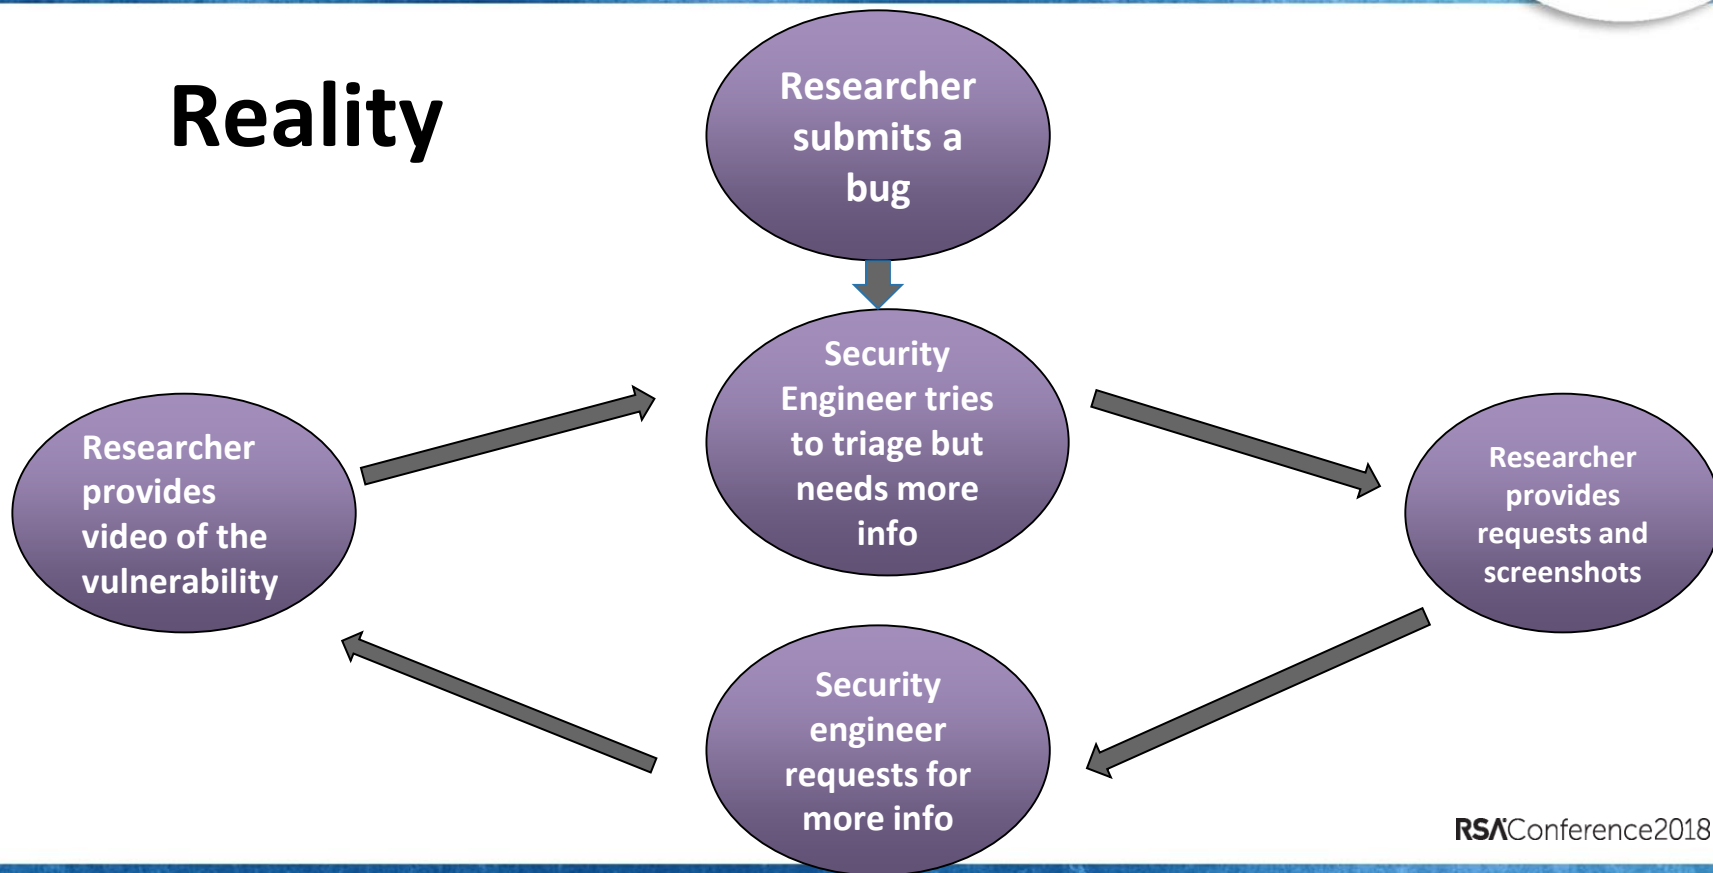 Reality
Researcher
submits a
bug
Security
Engineer tries
to triage but
needs more
info
Researcher
provides
requests and
screenshots
Security
engineer
requests for
more info
Researcher
provides
video of the
vulnerability
RSAConference2018